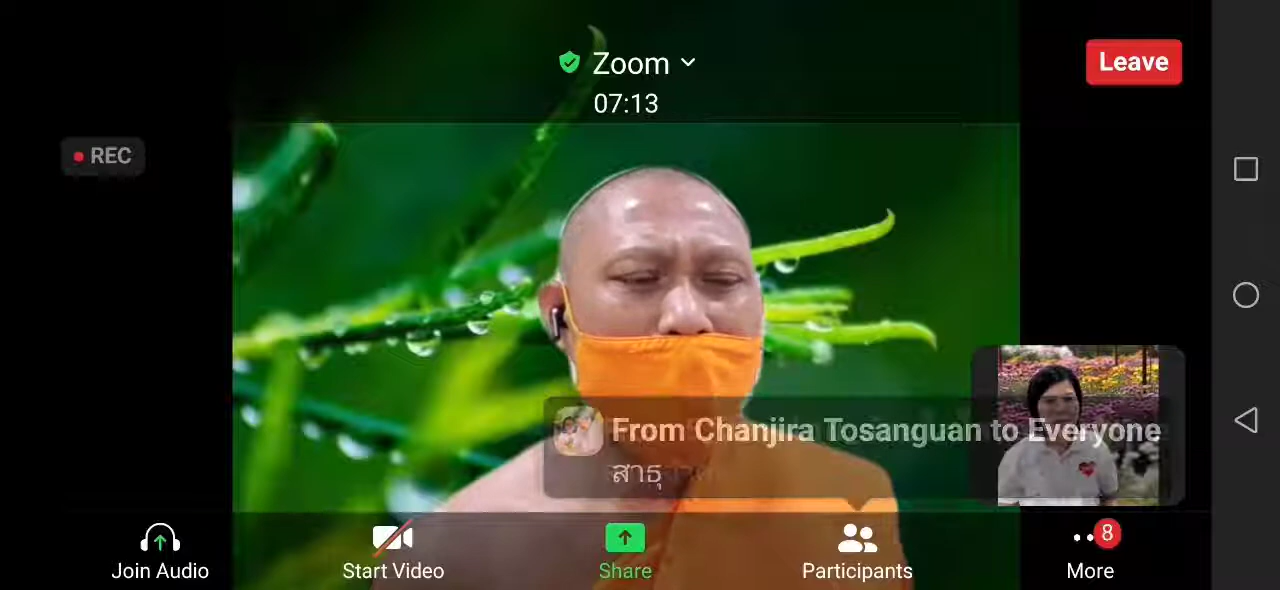 Zoom
Leave
07:13
REC
From Chanjira Tosanguan to Everyone
สาธุ
Join Audio
Start Video
Share
Participants
8
More